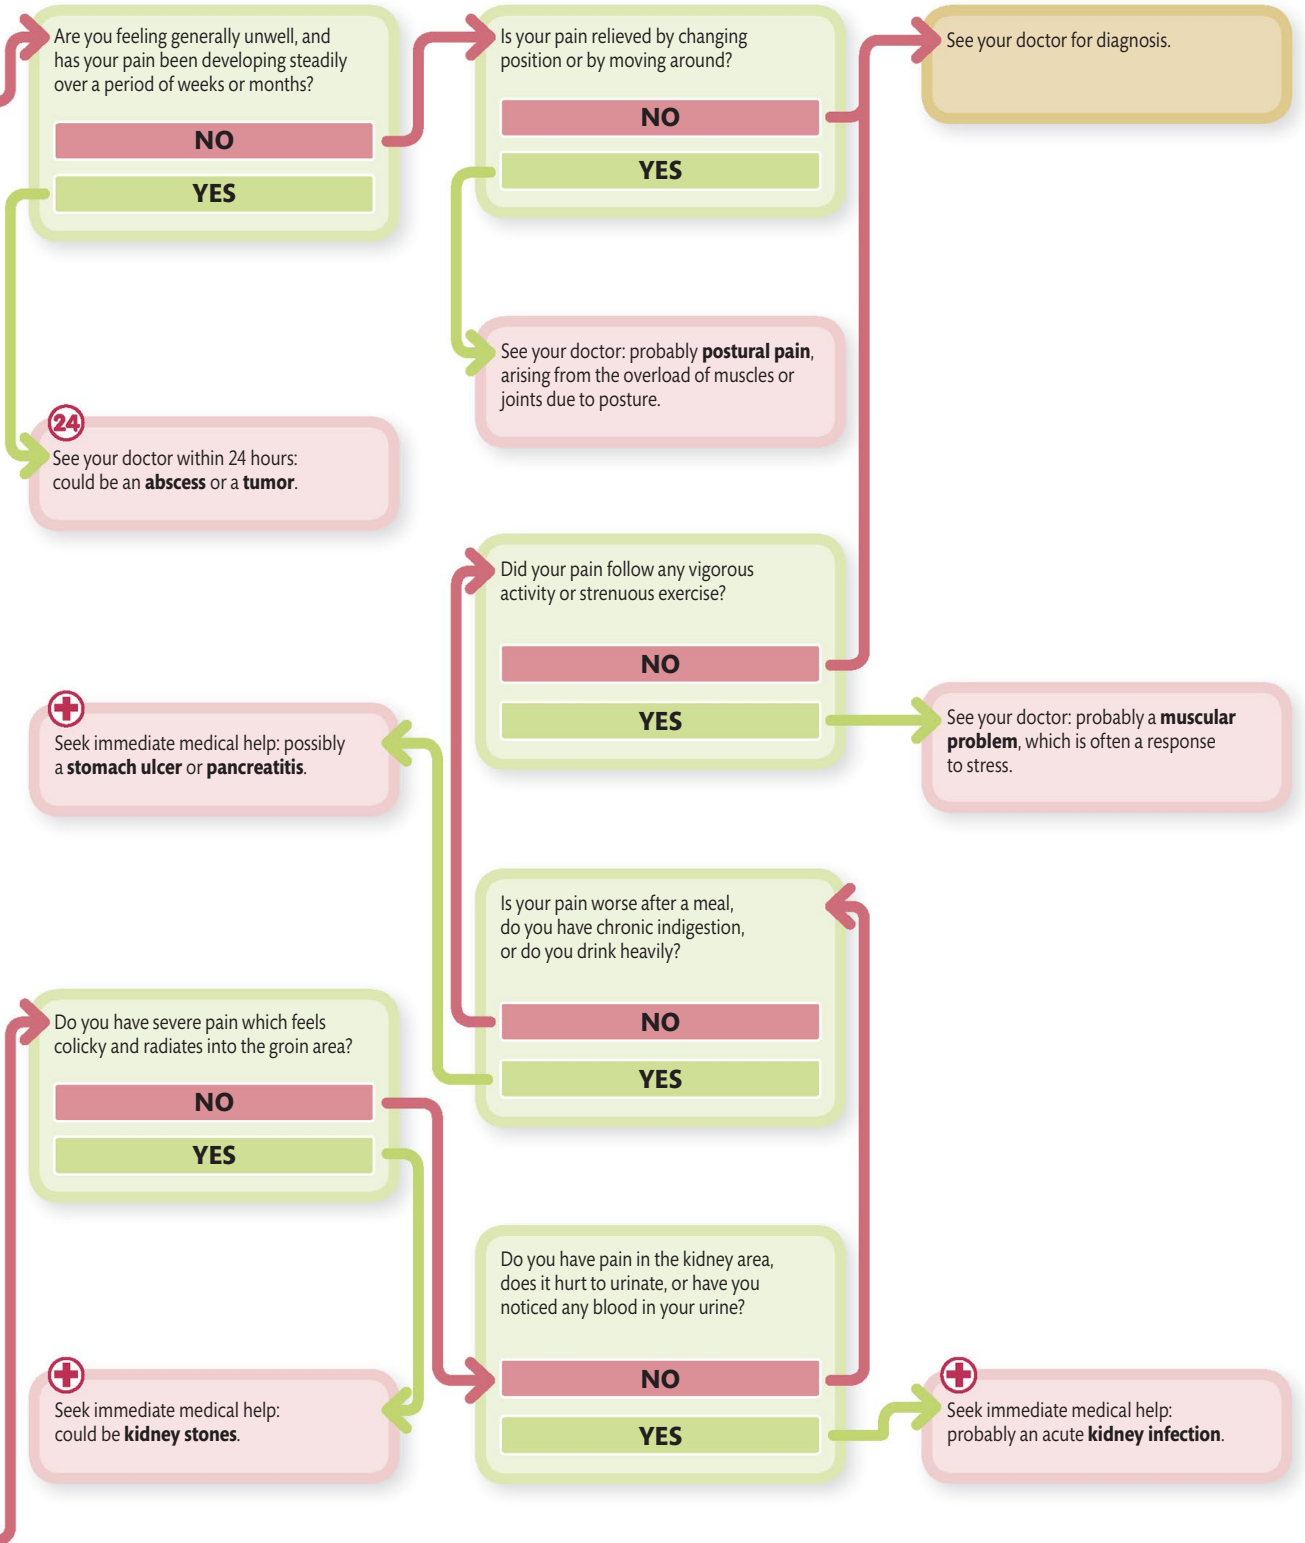 Are you feeling generally unwell, and
has your pain been developing steadily
over a period of weeks or months?
NO
YES
Is your pain relieved by changing
position or by moving around?
NO
YES
See your doctor for diagnosis.
See your doctor: probably postural pain,
arising from the overload of muscles or
joints due to posture.
24
See your doctor within 24 hours:
could be an abscess or a tumor.
Did your pain follow any vigorous
activity or strenuous exercise?
NO
YES
Seek immediate medical help: possibly
a stomach ulcer or pancreatitis.
See your doctor: probably a muscular
problem, which is often a response
to stress.
Is your pain worse after a meal,
do you have chronic indigestion,
or do you drink heavily?
NO
YES
Do you have severe pain which feels
colicky and radiates into the groin area?
NO
YES
Do you have pain in the kidney area,
does it hurt to urinate, or have you
noticed any blood in your urine?
NO
YES
Seek immediate medical help:
could be kidney stones.
Seek immediate medical help:
probably an acute kidney infection.